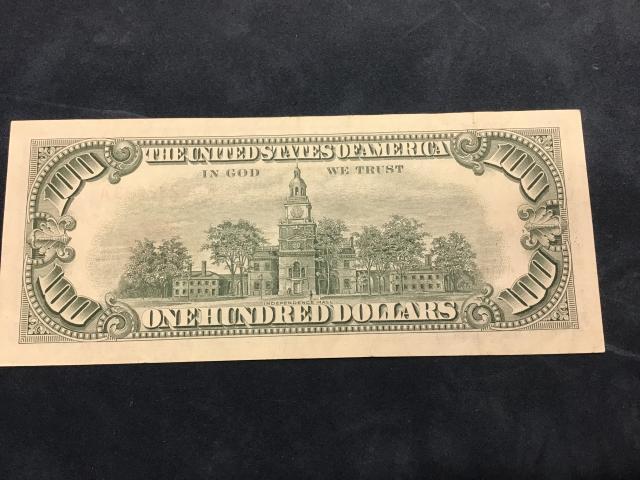 100 THE UNITED STATES OF AMERICA 100
IN GOD WE TRUST
INDEPENDENCE HALL
100 ONE HUNDRED DOLLARS 100